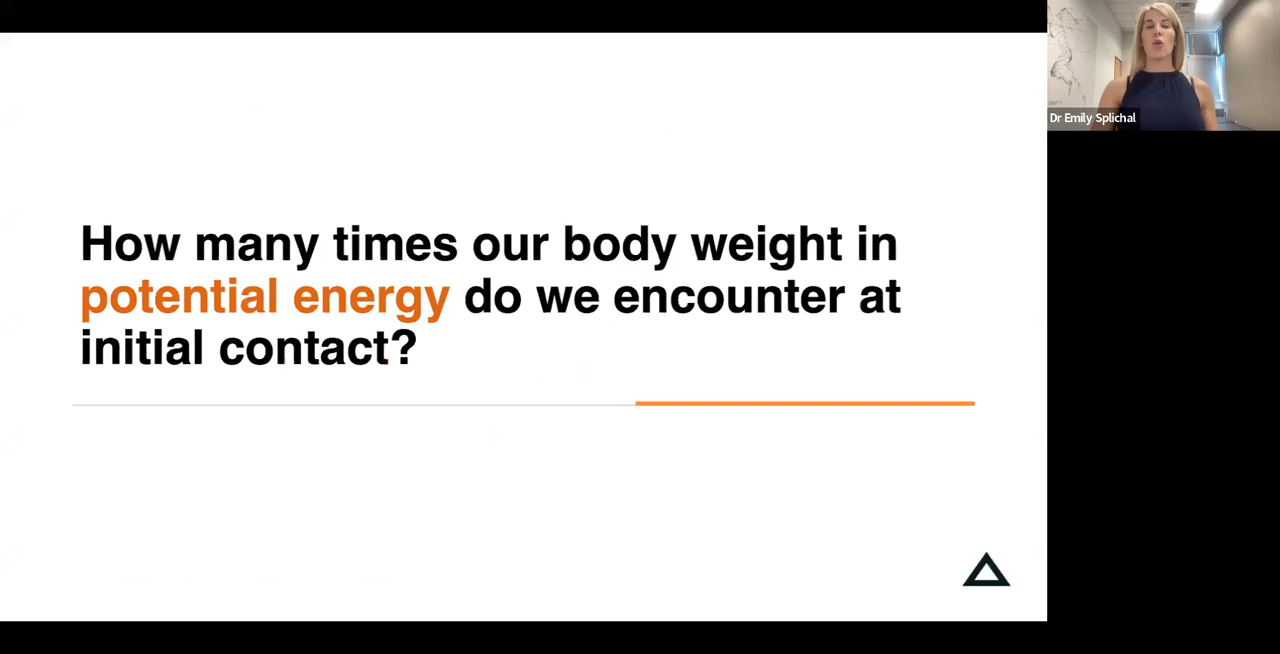 How many times our body weight in
potential energy do we encounter at
initial contact?
Dr Emily Splichal